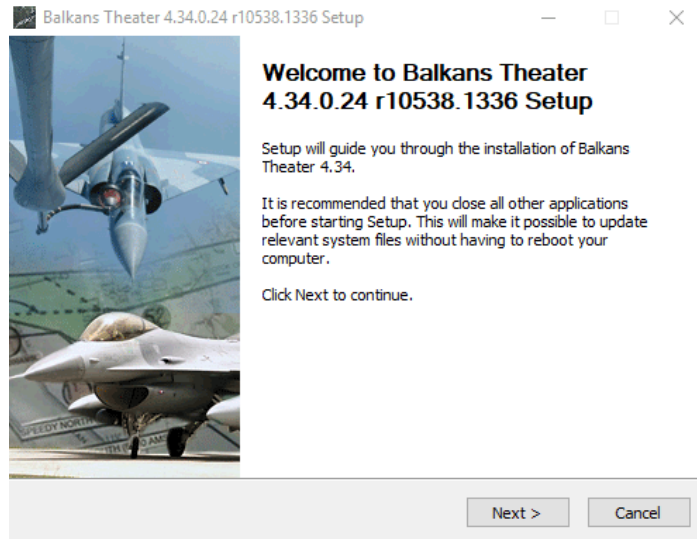 Balkans Theater 4.34.0.24 r10538.1336 Setup
Welcome to Balkans Theater
4.34.0.24 r10538.1336 Setup
Setup will guide you through the installation of Balkans
Theater 4.34.
It is recommended that you close all other applications
before starting Setup. This will make it possible to update
relevant system files without having to reboot your
computer.
Click Next to continue.
SPEEDY NORTH
Next >
Cancel